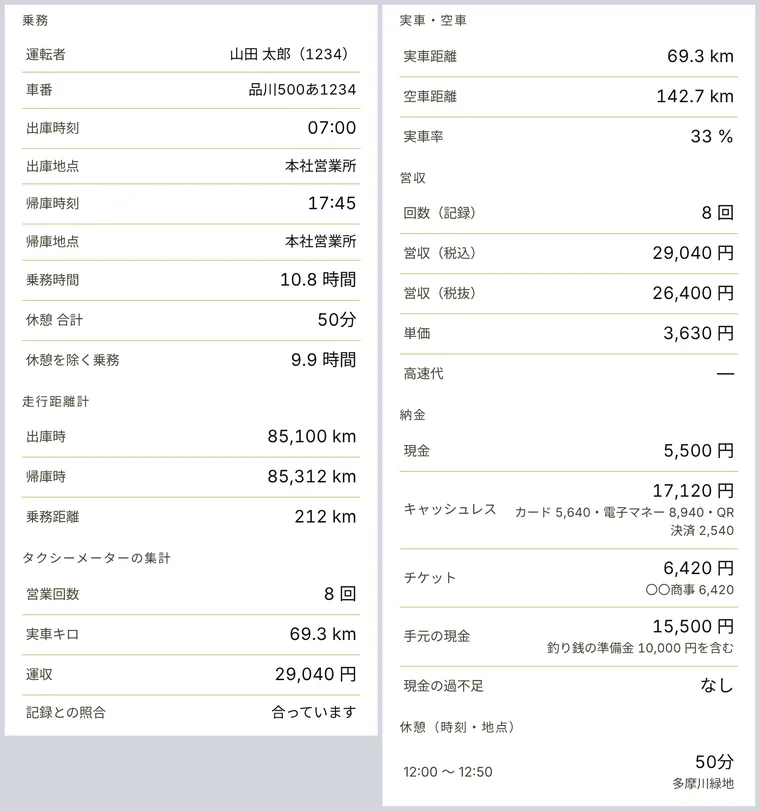 乗務
運転者 山田 太郎（1234）
車番 品川500あ1234
出庫時刻 07:00
出庫地点 本社営業所
帰庫時刻 17:45
帰庫地点 本社営業所
乗務時間 10.8 時間
休憩 合計 50分
休憩を除く乗務 9.9 時間
走行距離計
出庫時 85,100 km
帰庫時 85,312 km
乗務距離 212 km
タクシーメーターの集計
営業回数 8 回
実車キロ 69.3 km
運収 29,040 円
記録との照合 合っています
実車・空車
実車距離 69.3 km
空車距離 142.7 km
実車率 33 %
営収
回数（記録） 8 回
営収（税込） 29,040 円
営収（税抜） 26,400 円
単価 3,630 円
高速代 —
納金
現金 5,500 円
キャッシュレス 17,120 円
カード 5,640・電子マネー 8,940・QR
決済 2,540
チケット 6,420 円
〇〇商事 6,420
手元の現金 15,500 円
釣り銭の準備金 10,000 円を含む
現金の過不足 なし
休憩（時刻・地点）
12:00 〜 12:50 50分
多摩川緑地